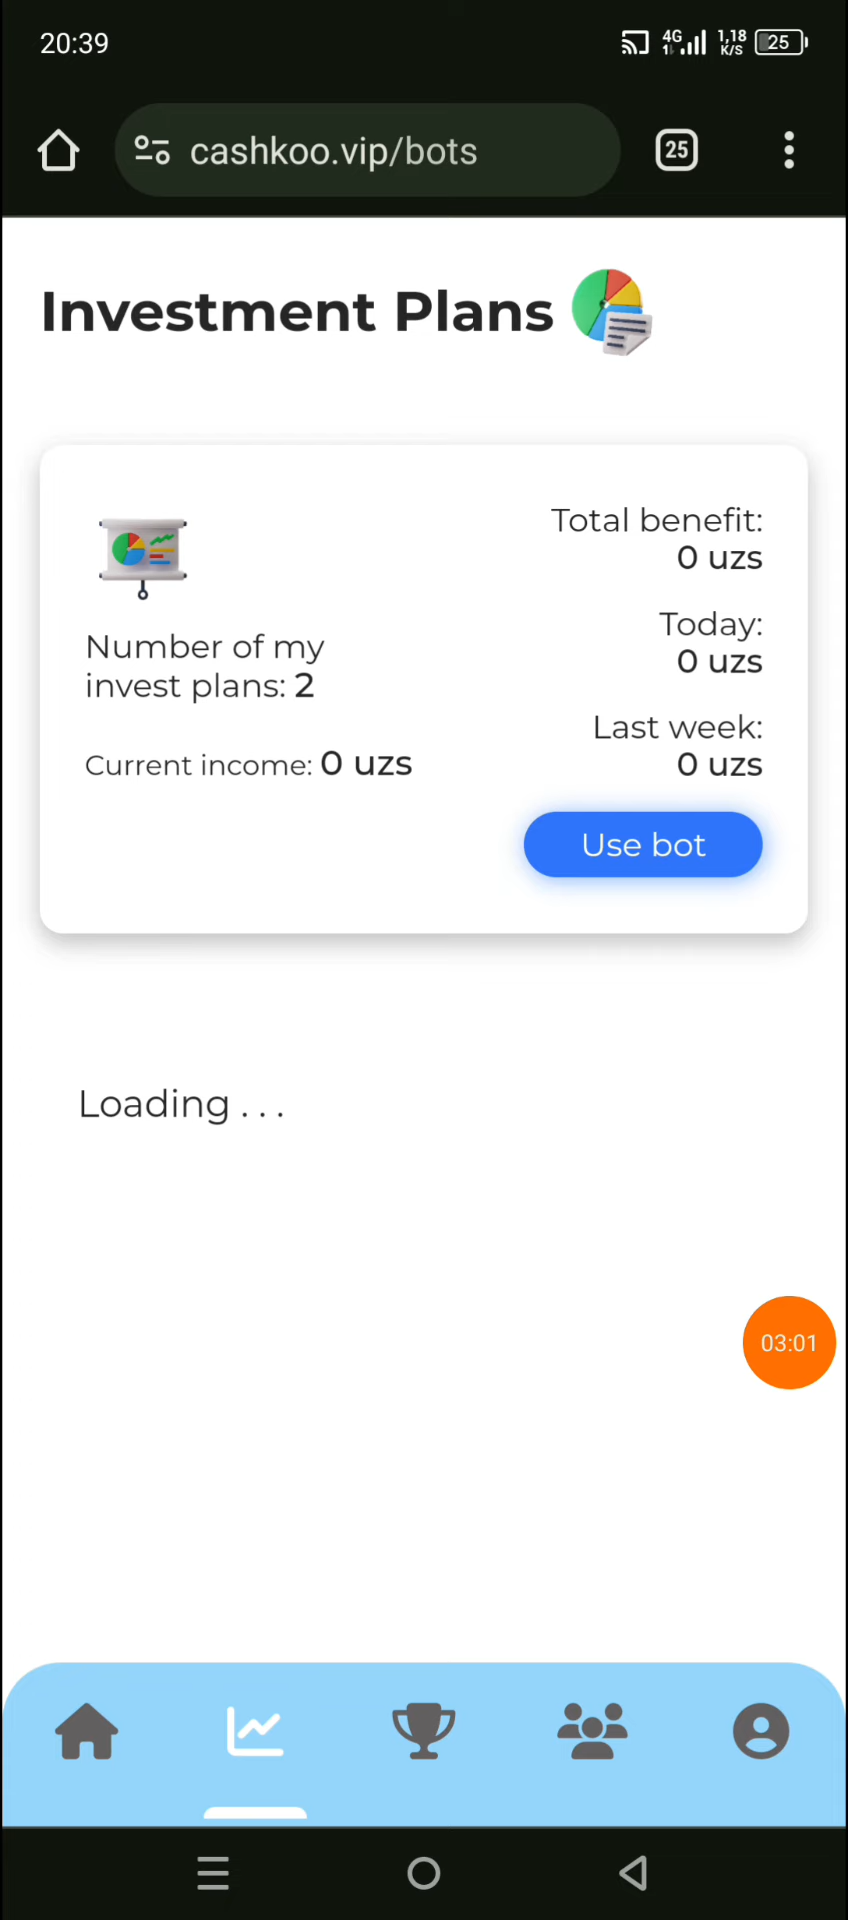 20:39
4G
1,18
K/S
25
cashkoo.vip/bots
25
Investment Plans
Total benefit:
0 uzs
Today:
0 uzs
Number of my
invest plans: 2
Last week:
0 uzs
Current income: 0 uzs
Use bot
Loading . . .
03:01